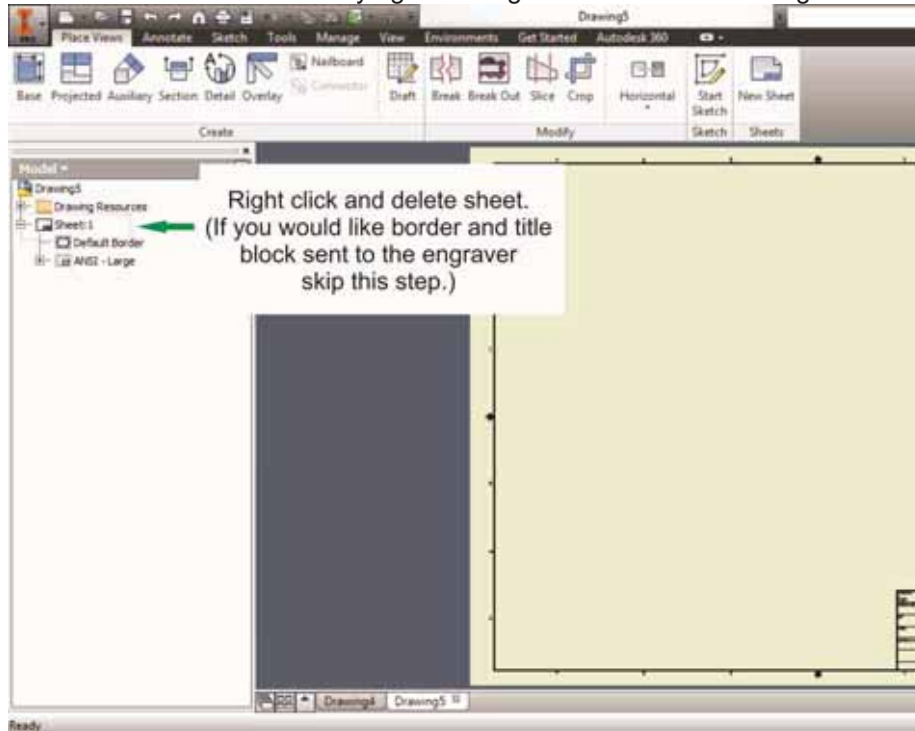 Drawing5
Place Views Annotate Sketch Tools Manage View Environments Get Started Autodesk 360
Nailboard
Connector
Base Projected Auxiliary Section Detail Overlay Draft Break Break Out Slice Crop Horizontal Start Sketch New Sheet
Create Modify Sketch Sheets
Model
Drawing5
Drawing Resources
Sheet:1
Default Border
ANSI - Large
Right click and delete sheet.
(If you would like border and title
block sent to the engraver
skip this step.)
Drawing4 Drawing5
Ready